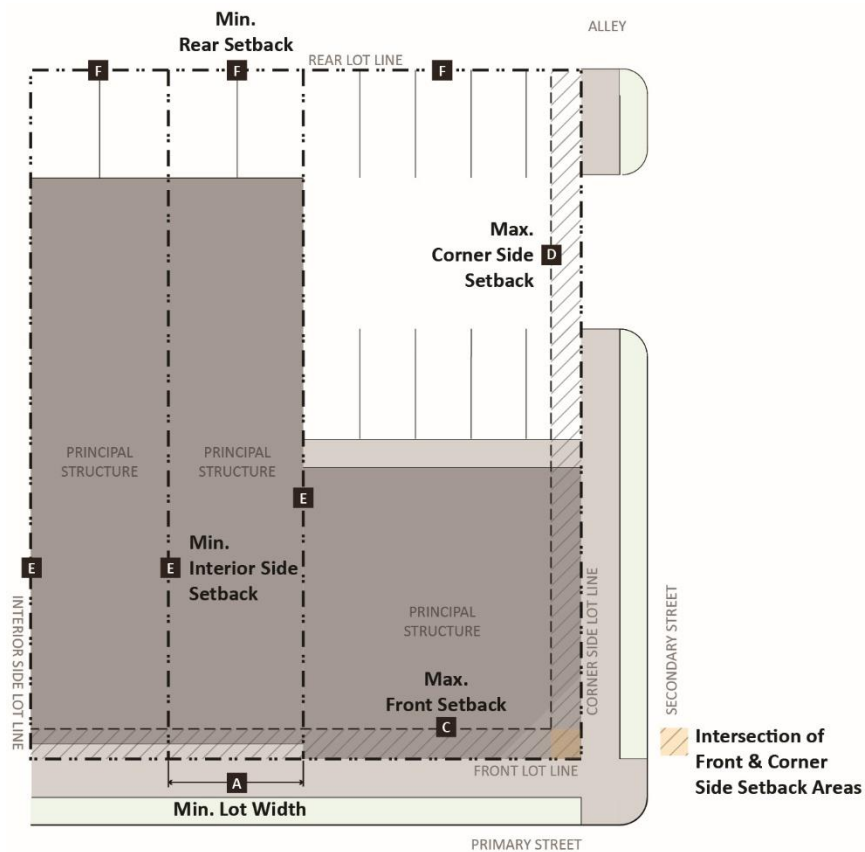 Min.
Rear Setback
ALLEY
REAR LOT LINE
F
F
F
Max.
Corner Side
Setback
D
PRINCIPAL
STRUCTURE
PRINCIPAL
STRUCTURE
E
Min.
Interior Side
Setback
E
E
INTERIOR SIDE LOT LINE
PRINCIPAL
STRUCTURE
CORNER SIDE LOT LINE
SECONDARY STREET
Max.
Front Setback
C
Intersection of
Front & Corner
Side Setback Areas
FRONT LOT LINE
A
Min. Lot Width
PRIMARY STREET